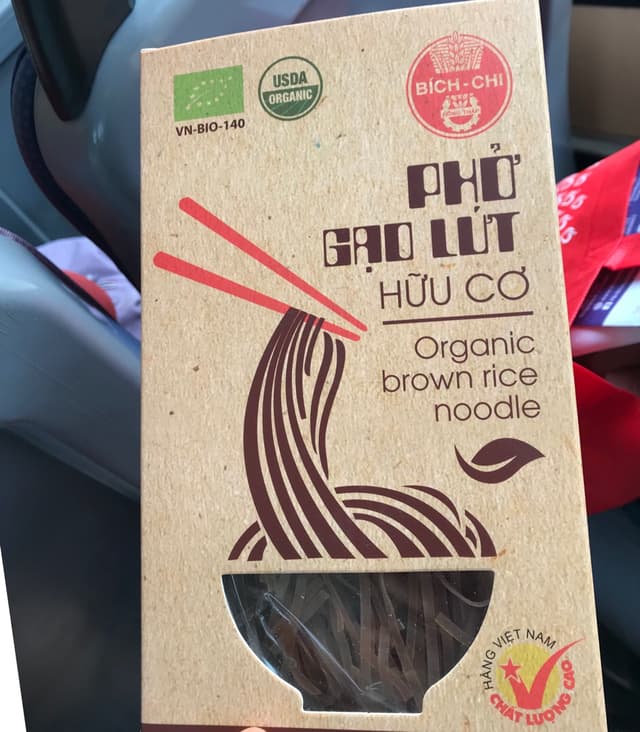 VN-BIO-140
USDA
ORGANIC
BÍCH - CHI
PHỞ
GẠO LỨT
HỮU CƠ
Organic
brown rice
noodle
HÀNG VIỆT NAM
CHẤT LƯỢNG CAO